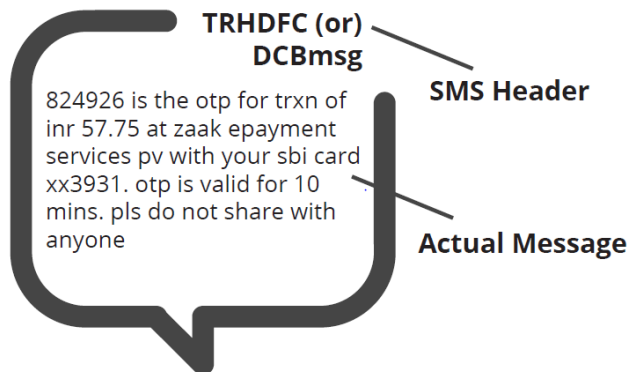 TRHDFC (or)
DCBmsg
SMS Header
824926 is the otp for trxn of
inr 57.75 at zaak epayment
services pv with your sbi card
xx3931. otp is valid for 10
mins. pls do not share with
anyone
Actual Message